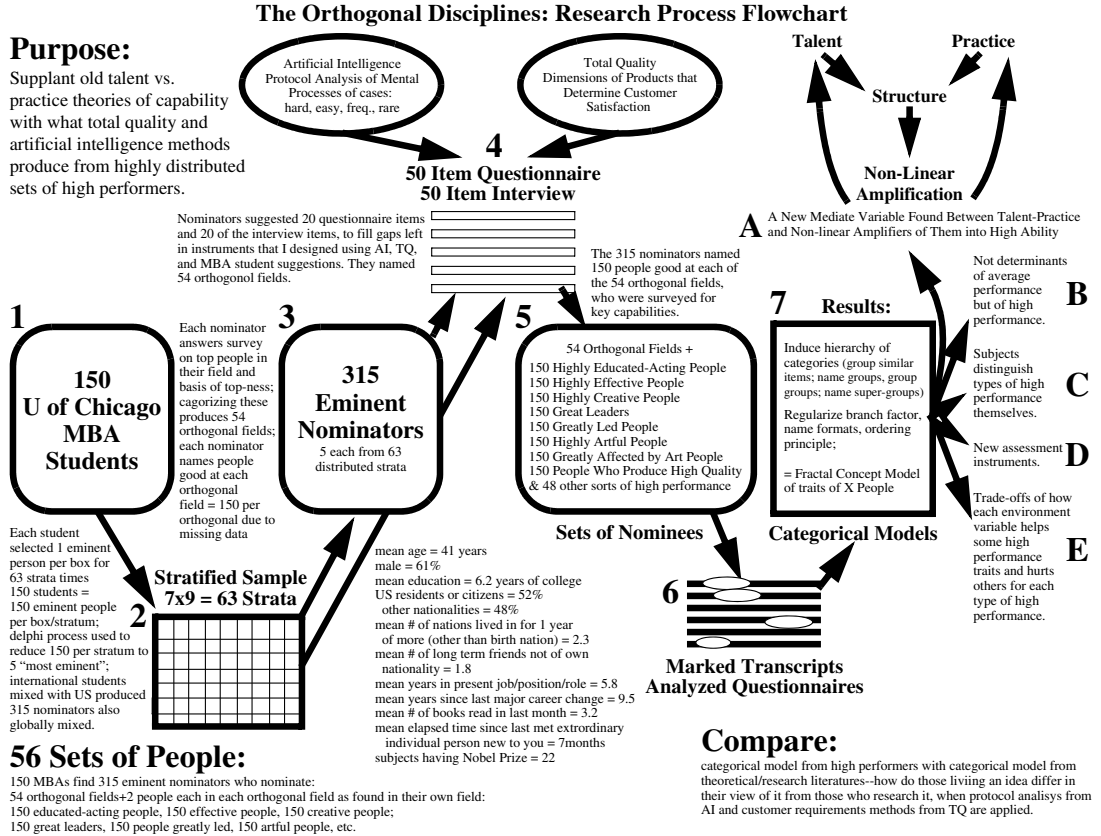 The Orthogonal Disciplines: Research Process Flowchart
Purpose:
Supplant old talent vs.
practice theories of capability
with what total quality and
artificial intelligence methods
produce from highly distributed
sets of high performers.
Artificial Intelligence
Protocol Analysis of Mental
Processes of cases:
hard, easy, freq., rare
Total Quality
Dimensions of Products that
Determine Customer
Satisfaction
Talent
Practice
Structure
Non-Linear
Amplification
A
A New Mediate Variable Found Between Talent-Practice
and Non-linear Amplifiers of Them into High Ability
4
50 Item Questionnaire
50 Item Interview
Nominators suggested 20 questionnaire items
and 20 of the interview items, to fill gaps left
in instruments that I designed using AI, TQ,
and MBA student suggestions. They named
54 orthogonol fields.
The 315 nominators named
150 people good at each of
the 54 orthogonal fields,
who were surveyed for
key capabilities.
1
150
U of Chicago
MBA
Students
Each nominator
answers survey
on top people in
their field and
basis of top-ness;
cagorizing these
produces 54
orthogonal fields;
each nominator
names people
good at each
orthogonal
field = 150 per
orthogonal due to
missing data
3
315
Eminent
Nominators
5 each from 63
distributed strata
5
54 Orthogonal Fields +
150 Highly Educated-Acting People
150 Highly Effective People
150 Highly Creative People
150 Great Leaders
150 Greatly Led People
150 Highly Artful People
150 Greatly Affected by Art People
150 People Who Produce High Quality
& 48 other sorts of high performance
Sets of Nominees
7
Results:
Induce hierarchy of
categories (group similar
items; name groups, group
groups; name super-groups)
Regularize branch factor,
name formats, ordering
principle;
= Fractal Concept Model
of traits of X People
Categorical Models
Not determinants
of average
performance
but of high
performance.
B
Subjects
distinguish
types of high
performance
themselves.
C
New assessment
instruments.
D
Trade-offs of how
each environment
variable helps
some high
performance
traits and hurts
others for each
type of high
performance.
E
Each student
selected 1 eminent
person per box for
63 strata times
150 students =
150 eminent people
per box/stratum;
delphi process used to
reduce 150 per stratum to
5 “most eminent”;
international students
mixed with US produced
315 nominators also
globally mixed.
2
Stratified Sample
7x9 = 63 Strata
mean age = 41 years
male = 61%
mean education = 6.2 years of college
US residents or citizens = 52%
other nationalities = 48%
mean # of nations lived in for 1 year
of more (other than birth nation) = 2.3
mean # of long term friends not of own
nationality = 1.8
mean years in present job/position/role = 5.8
mean years since last major career change = 9.5
mean # of books read in last month = 3.2
mean elapsed time since last met extrordinary
individual person new to you = 7months
subjects having Nobel Prize = 22
6
Marked Transcripts
Analyzed Questionnaires
56 Sets of People:
150 MBAs find 315 eminent nominators who nominate:
54 orthogonal fields+2 people each in each orthogonal field as found in their own field:
150 educated-acting people, 150 effective people, 150 creative people;
150 great leaders, 150 people greatly led, 150 artful people, etc.
Compare:
categorical model from high performers with categorical model from
theoretical/research literatures--how do those liviing an idea differ in
their view of it from those who research it, when protocol analisys from
AI and customer requirements methods from TQ are applied.